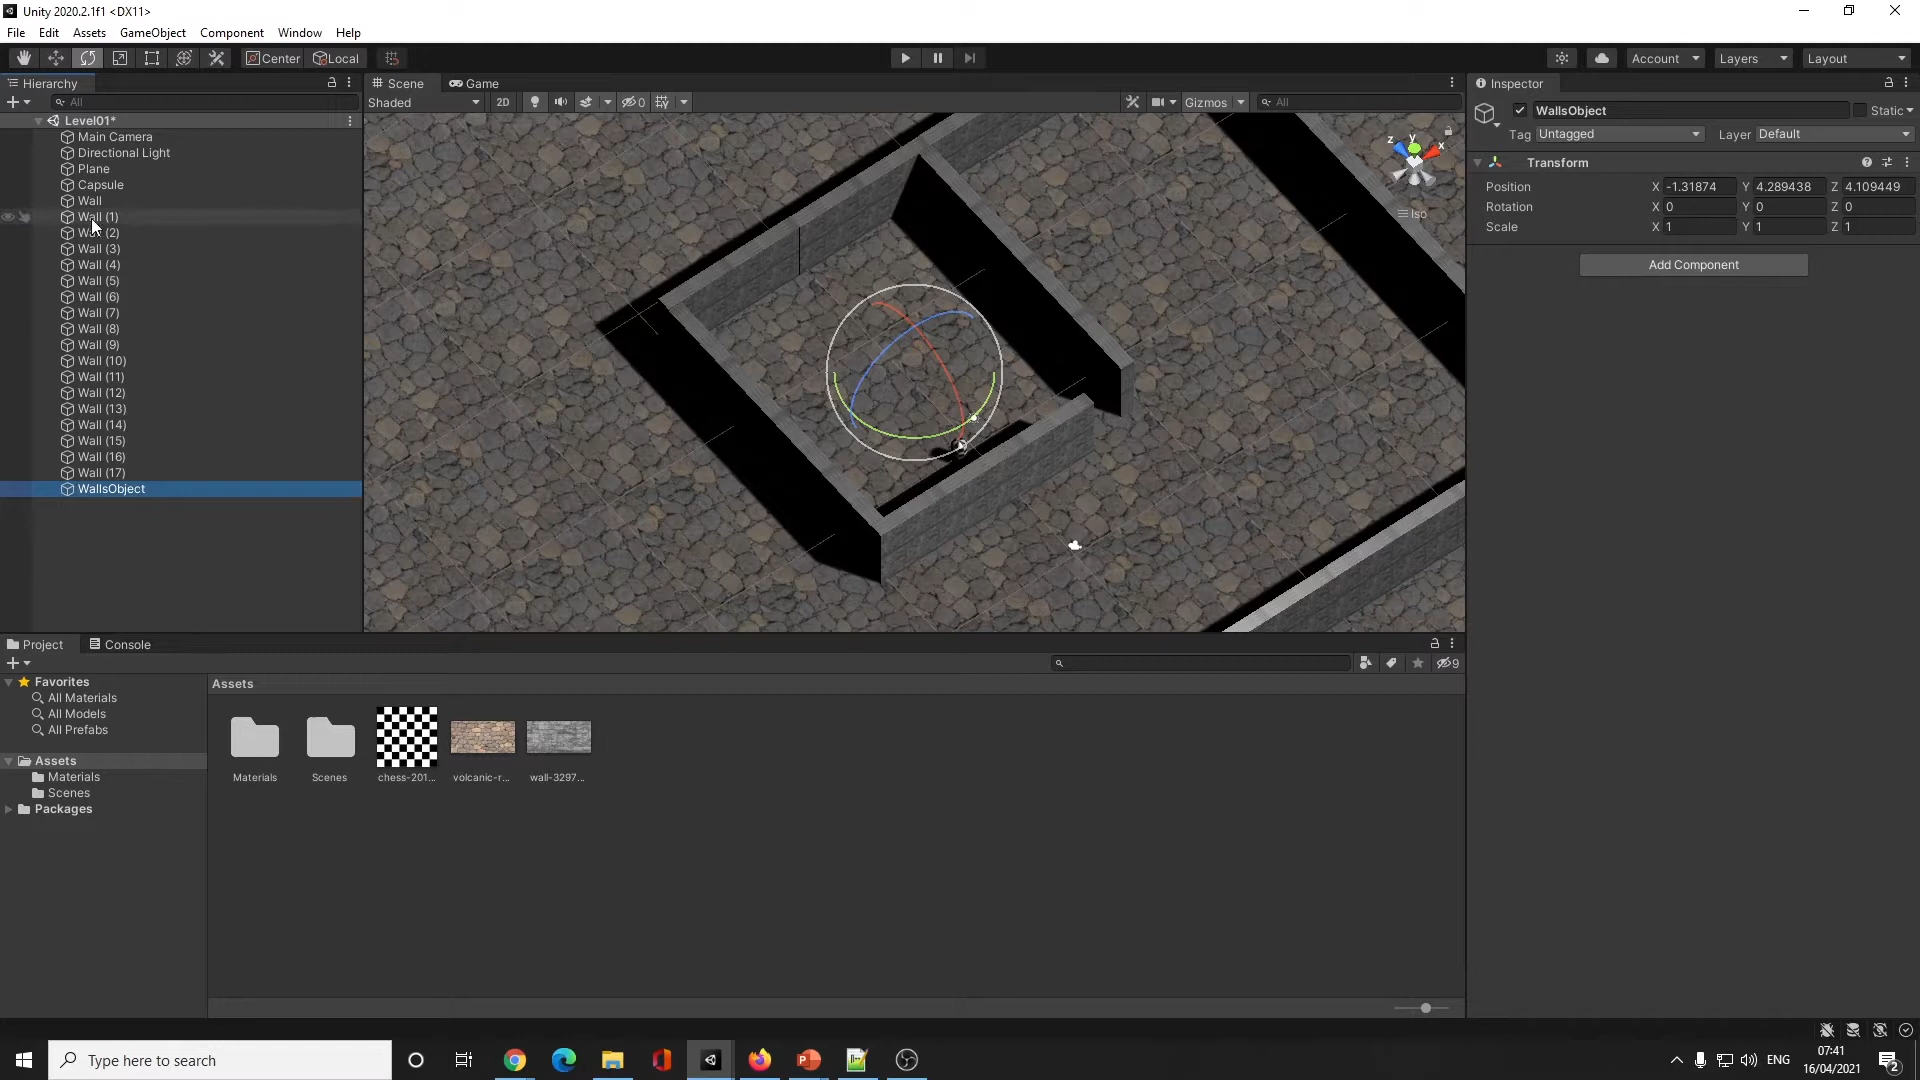 Unity 2020.2.1f1 <DX11>
File Edit Assets GameObject Component Window Help
Center Local
Account Layers Layout
Hierarchy
Scene Game
Inspector
All
Shaded 2D 0 Gizmos All
WallsObject Static
Tag Untagged Layer Default
Transform
Position X -1.31874 Y 4.289438 Z 4.109449
Rotation X 0 Y 0 Z 0
Scale X 1 Y 1 Z 1
Add Component
Level01*
Main Camera
Directional Light
Plane
Capsule
Wall
Wall (1)
Wall (2)
Wall (3)
Wall (4)
Wall (5)
Wall (6)
Wall (7)
Wall (8)
Wall (9)
Wall (10)
Wall (11)
Wall (12)
Wall (13)
Wall (14)
Wall (15)
Wall (16)
Wall (17)
WallsObject
z y x
Iso
Project Console
9
Favorites
All Materials
All Models
All Prefabs
Assets
Materials
Scenes
Packages
Assets
Materials Scenes chess-201... volcanic-r... wall-3297...
Type here to search
ENG
07:41
16/04/2021
2